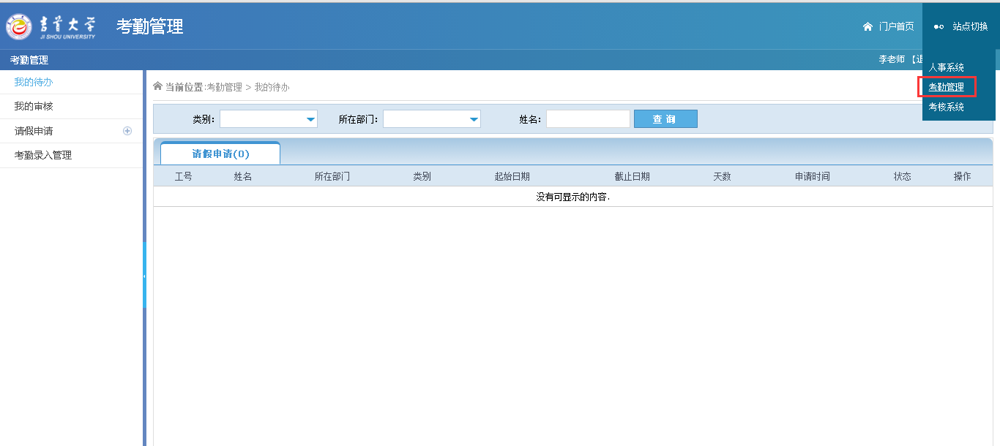 吉首大学
JI SHOU UNIVERSITY
考勤管理
门户首页
站点切换
考勤管理
李老师 【退
人事系统
考勤管理
考核系统
我的待办
我的审核
请假申请
考勤录入管理
当前位置:考勤管理 > 我的待办
类别: 所在部门: 姓名: 查 询
请假申请(0)
工号 姓名 所在部门 类别 起始日期 截止日期 天数 申请时间 状态 操作
没有可显示的内容.